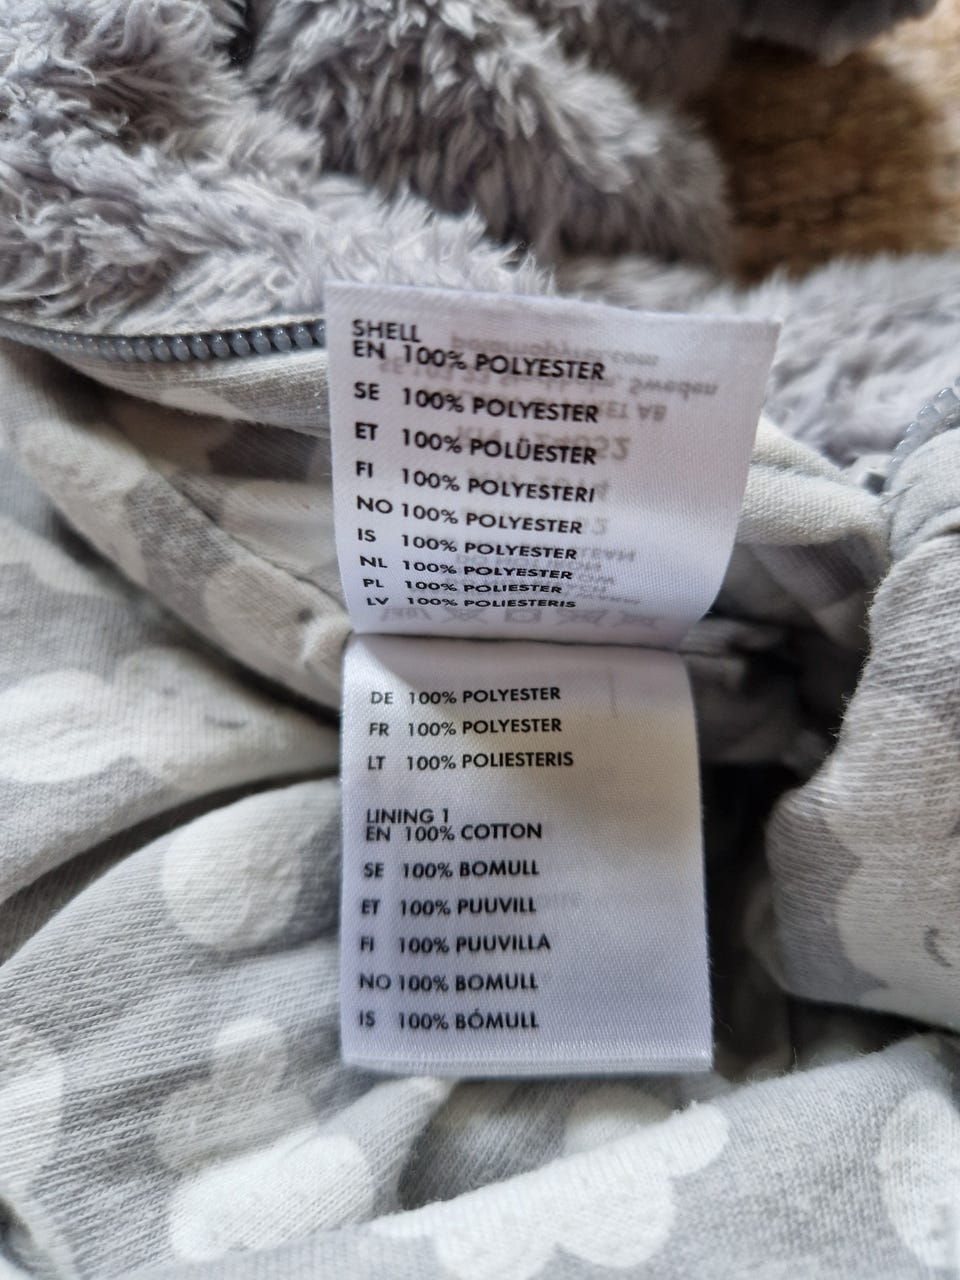 SHELL
EN 100% POLYESTER
SE 100% POLYESTER
ET 100% POLÜESTER
FI 100% POLYESTERI
NO 100% POLYESTER
IS 100% POLYESTER
NL 100% POLYESTER
PL 100% POLIESTER
LV 100% POLIESTERIS
DE 100% POLYESTER
FR 100% POLYESTER
LT 100% POLIESTERIS
LINING 1
EN 100% COTTON
SE 100% BOMULL
ET 100% PUUVILL
FI 100% PUUVILLA
NO 100% BOMULL
IS 100% BÓMULL